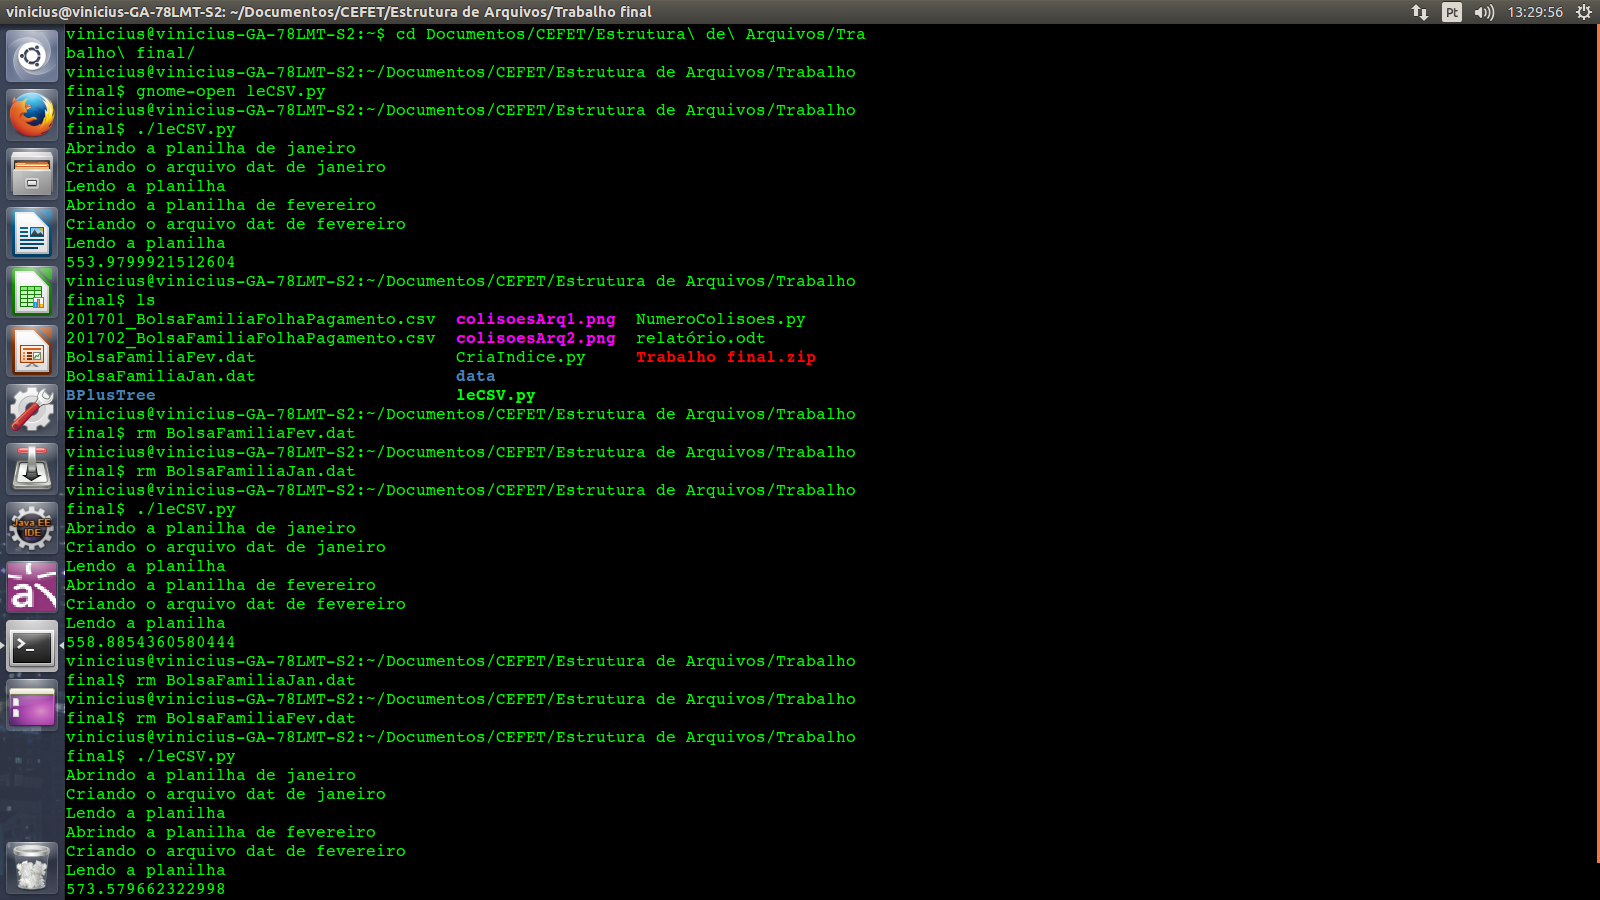 vinicius@vinicius-GA-78LMT-S2: ~/Documentos/CEFET/Estrutura de Arquivos/Trabalho final
Pt
13:29:56
vinicius@vinicius-GA-78LMT-S2:~$ cd Documentos/CEFET/Estrutura\ de\ Arquivos/Tra
balho\ final/
vinicius@vinicius-GA-78LMT-S2:~/Documentos/CEFET/Estrutura de Arquivos/Trabalho
final$ gnome-open leCSV.py
vinicius@vinicius-GA-78LMT-S2:~/Documentos/CEFET/Estrutura de Arquivos/Trabalho
final$ ./leCSV.py
Abrindo a planilha de janeiro
Criando o arquivo dat de janeiro
Lendo a planilha
Abrindo a planilha de fevereiro
Criando o arquivo dat de fevereiro
Lendo a planilha
553.9799921512604
vinicius@vinicius-GA-78LMT-S2:~/Documentos/CEFET/Estrutura de Arquivos/Trabalho
final$ ls
201701_BolsaFamiliaFolhaPagamento.csv colisoesArq1.png NumeroColisoes.py
201702_BolsaFamiliaFolhaPagamento.csv colisoesArq2.png relatório.odt
BolsaFamiliaFev.dat CriaIndice.py Trabalho final.zip
BolsaFamiliaJan.dat data
BPlusTree leCSV.py
vinicius@vinicius-GA-78LMT-S2:~/Documentos/CEFET/Estrutura de Arquivos/Trabalho
final$ rm BolsaFamiliaFev.dat
vinicius@vinicius-GA-78LMT-S2:~/Documentos/CEFET/Estrutura de Arquivos/Trabalho
final$ rm BolsaFamiliaJan.dat
vinicius@vinicius-GA-78LMT-S2:~/Documentos/CEFET/Estrutura de Arquivos/Trabalho
final$ ./leCSV.py
Abrindo a planilha de janeiro
Criando o arquivo dat de janeiro
Lendo a planilha
Abrindo a planilha de fevereiro
Criando o arquivo dat de fevereiro
Lendo a planilha
558.8854360580444
vinicius@vinicius-GA-78LMT-S2:~/Documentos/CEFET/Estrutura de Arquivos/Trabalho
final$ rm BolsaFamiliaJan.dat
vinicius@vinicius-GA-78LMT-S2:~/Documentos/CEFET/Estrutura de Arquivos/Trabalho
final$ rm BolsaFamiliaFev.dat
vinicius@vinicius-GA-78LMT-S2:~/Documentos/CEFET/Estrutura de Arquivos/Trabalho
final$ ./leCSV.py
Abrindo a planilha de janeiro
Criando o arquivo dat de janeiro
Lendo a planilha
Abrindo a planilha de fevereiro
Criando o arquivo dat de fevereiro
Lendo a planilha
573.579662322998
Java EE
IDE
a
>_